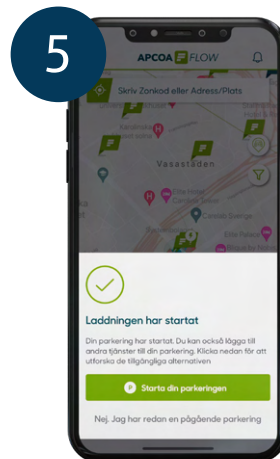 5
APCOA FLOW
Skriv Zonkod eller Adress/Plats
Vasastaden
Laddningen har startat
Din parkering har startat. Du kan också lägga till
andra tjänster till din parkering. Klicka nedan för att
utforska de tillgängliga alternativen
P Starta din parkeringen
Nej. Jag har redan en pågående parkering